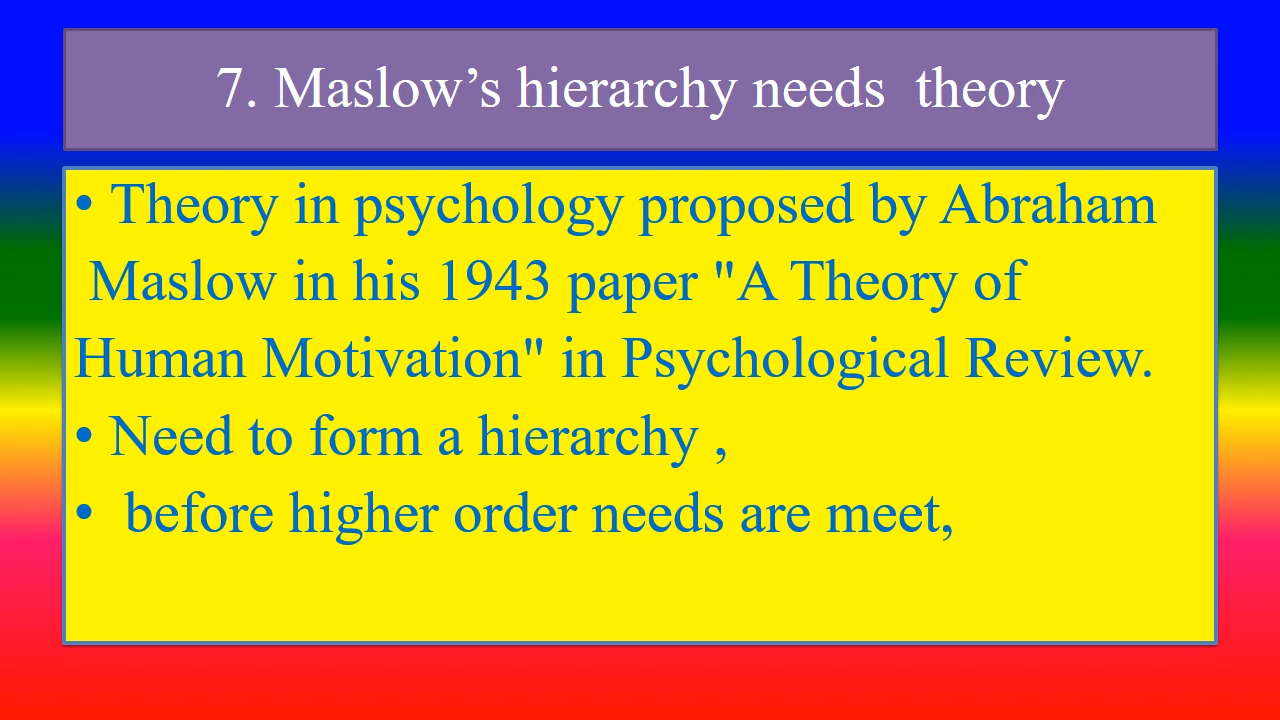 7. Maslow’s hierarchy needs  theory
• Theory in psychology proposed by Abraham
Maslow in his 1943 paper "A Theory of
Human Motivation" in Psychological Review.
• Need to form a hierarchy ,
• before higher order needs are meet,